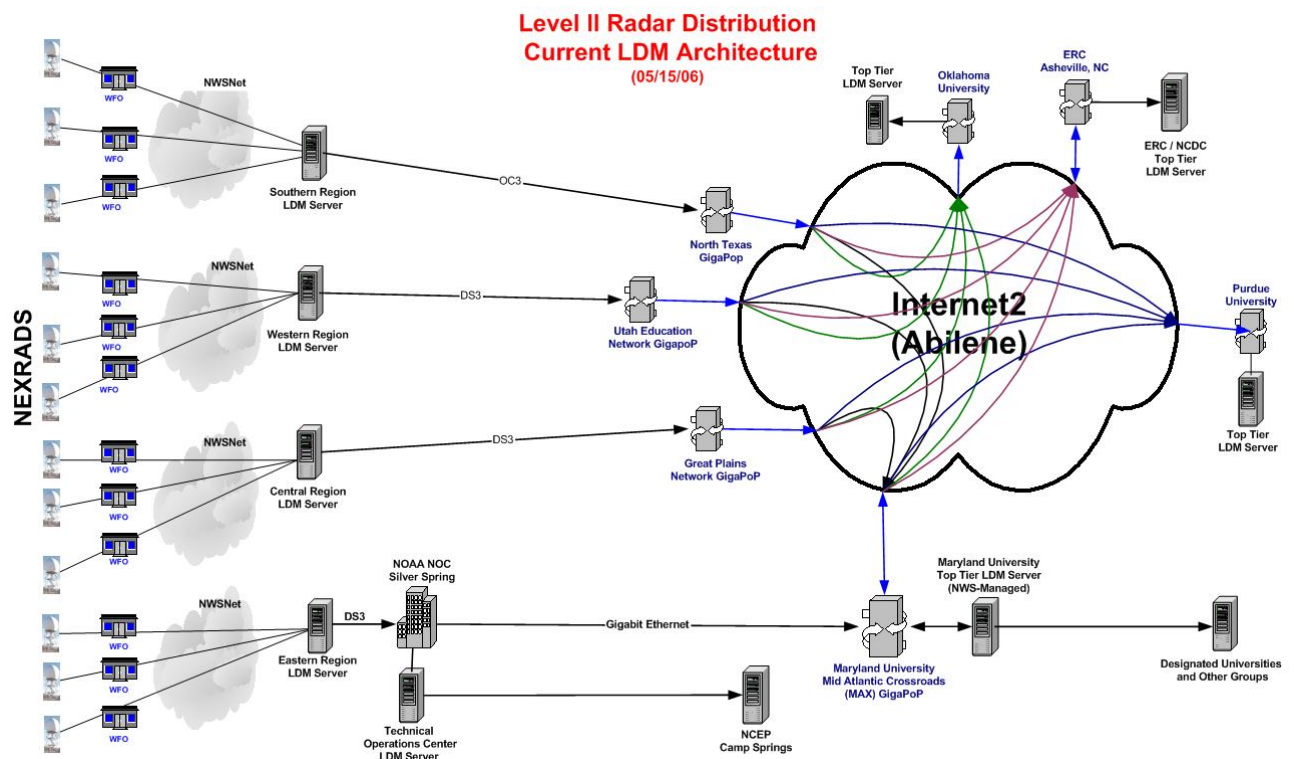 Level II Radar Distribution
Current LDM Architecture
(05/15/06)
NEXRADS
WFO
WFO
WFO
NWSNet
Southern Region
LDM Server
OC3
North Texas
GigaPop
Top Tier
LDM Server
Oklahoma
University
ERC
Asheville, NC
ERC / NCDC
Top Tier
LDM Server
WFO
WFO
WFO
NWSNet
Western Region
LDM Server
DS3
Utah Education
Network GigapoP
Internet2
(Abilene)
Purdue
University
Top Tier
LDM Server
WFO
WFO
WFO
NWSNet
Central Region
LDM Server
DS3
Great Plains
Network GigaPoP
WFO
WFO
WFO
NWSNet
Eastern Region
LDM Server
DS3
NOAA NOC
Silver Spring
Gigabit Ethernet
Technical
Operations Center
LDM Server
NCEP
Camp Springs
Maryland University
Mid Atlantic Crossroads
(MAX) GigaPoP
Maryland University
Top Tier LDM Server
(NWS-Managed)
Designated Universities
and Other Groups